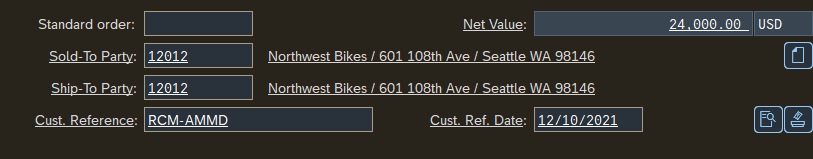 Standard order: Net Value: 24,000.00 USD
Sold-To Party: 12012 Northwest Bikes / 601 108th Ave / Seattle WA 98146
Ship-To Party: 12012 Northwest Bikes / 601 108th Ave / Seattle WA 98146
Cust. Reference: RCM-AMMD Cust. Ref. Date: 12/10/2021